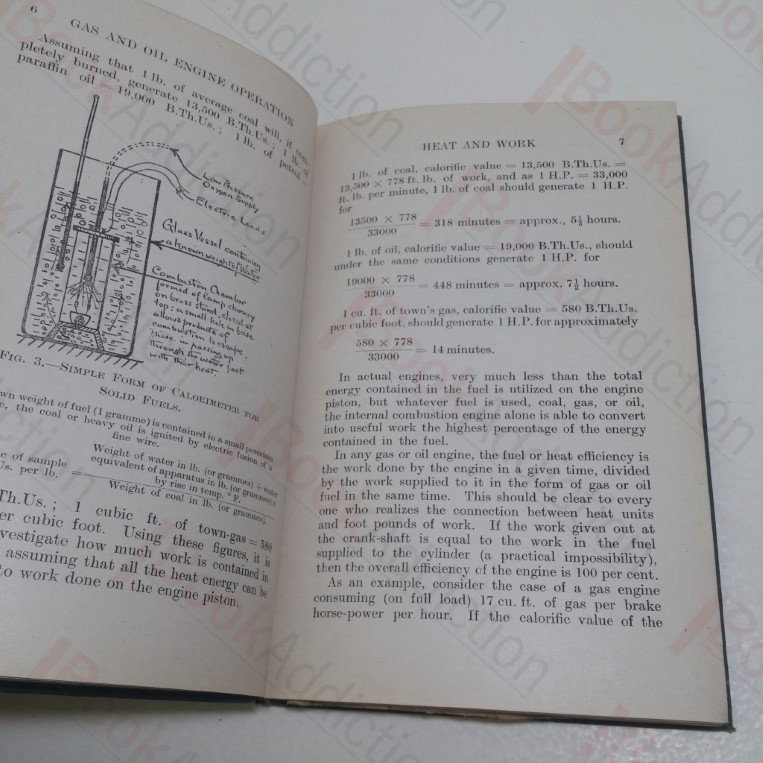 6
GAS AND OIL ENGINE OPERATION
Assuming that 1 lb. of average coal will, if com-
pletely burned, generate 13,500 B.Th.Us.; 1 lb. of
paraffin oil 19,000 B.Th.Us.; 1 lb. of petrol
Low Pressure
Oxygen Supply
Electric Leads
Glass Vessel containing
a known weight of Water
Combustion Chamber
formed of lamp chimney
on brass stand, closed at
top: a small hole in base
allows products of
combustion to escape,
these in passing up
through the water part
with their heat.
FIG. 3.—SIMPLE FORM OF CALORIMETER FOR
SOLID FUELS.
wn weight of fuel (1 gramme) is contained in a small porcelain
e, the coal or heavy oil is ignited by electric fusion of a
fine wire.
e of sample
Us. per lb. =
Weight of water in lb. (or grammes) + water
equivalent of apparatus in lb. (or grammes) ×
by rise in temp. °F.
Weight of coal in lb. (or grammes).
Th.Us.; 1 cubic ft. of town-gas = 580
er cubic foot. Using these figures, it is
vestigate how much work is contained in
assuming that all the heat energy can be
to work done on the engine piston.
HEAT AND WORK 7
1 lb. of coal, calorific value = 13,500 B.Th.Us. =
13,500 × 778 ft. lb. of work, and as 1 H.P. = 33,000
ft. lb. per minute, 1 lb. of coal should generate 1 H.P.
for
13500 × 778
33000
= 318 minutes = approx., 5⅓ hours.
1 lb. of oil, calorific value = 19,000 B.Th.Us., should
under the same conditions generate 1 H.P. for
19000 × 778
33000
= 448 minutes = approx. 7½ hours.
1 cu. ft. of town's gas, calorific value = 580 B.Th.Us.
per cubic foot, should generate 1 H.P. for approximately
580 × 778
33000
= 14 minutes.
In actual engines, very much less than the total
energy contained in the fuel is utilized on the engine
piston, but whatever fuel is used, coal, gas, or oil,
the internal combustion engine alone is able to convert
into useful work the highest percentage of the energy
contained in the fuel.
In any gas or oil engine, the fuel or heat efficiency is
the work done by the engine in a given time, divided
by the work supplied to it in the form of gas or oil
fuel in the same time. This should be clear to every
one who realizes the connection between heat units
and foot pounds of work. If the work given out at
the crank-shaft is equal to the work in the fuel
supplied to the cylinder (a practical impossibility),
then the overall efficiency of the engine is 100 per cent.
As an example, consider the case of a gas engine
consuming (on full load) 17 cu. ft. of gas per brake
horse-power per hour. If the calorific value of the
BookAddiction